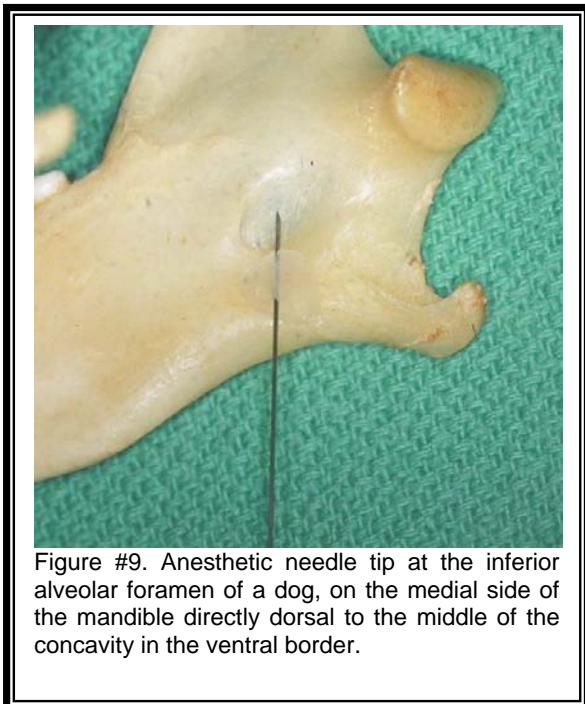 Figure #9. Anesthetic needle tip at the inferior
alveolar foramen of a dog, on the medial side of
the mandible directly dorsal to the middle of the
concavity in the ventral border.